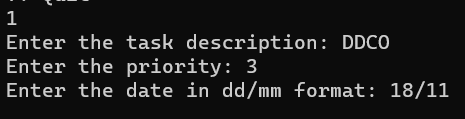 1
Enter the task description: DDCO
Enter the priority: 3
Enter the date in dd/mm format: 18/11